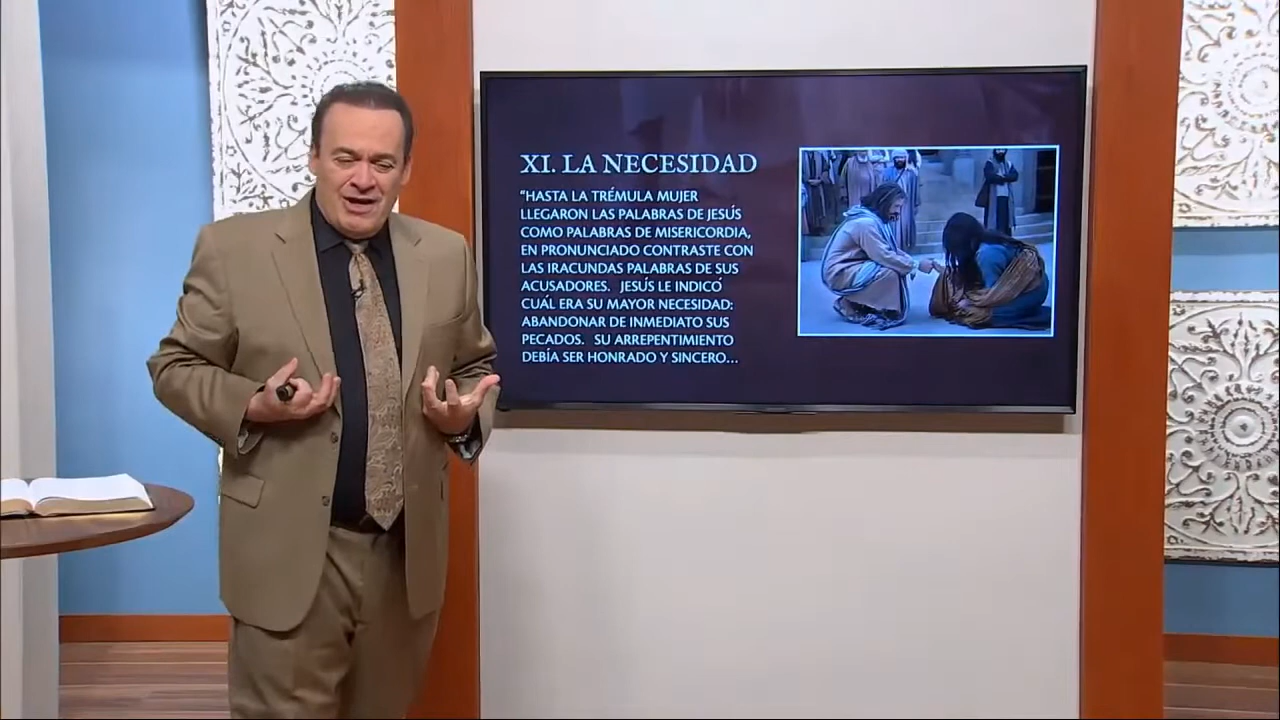 XI. LA NECESIDAD
“HASTA LA TRÉMULA MUJER
LLEGARON LAS PALABRAS DE JESÚS
COMO PALABRAS DE MISERICORDIA,
EN PRONUNCIADO CONTRASTE CON
LAS IRACUNDAS PALABRAS DE SUS
ACUSADORES. JESÚS LE INDICÓ
CUÁL ERA SU MAYOR NECESIDAD:
ABANDONAR DE INMEDIATO SUS
PECADOS. SU ARREPENTIMIENTO
DEBÍA SER HONRADO Y SINCERO...